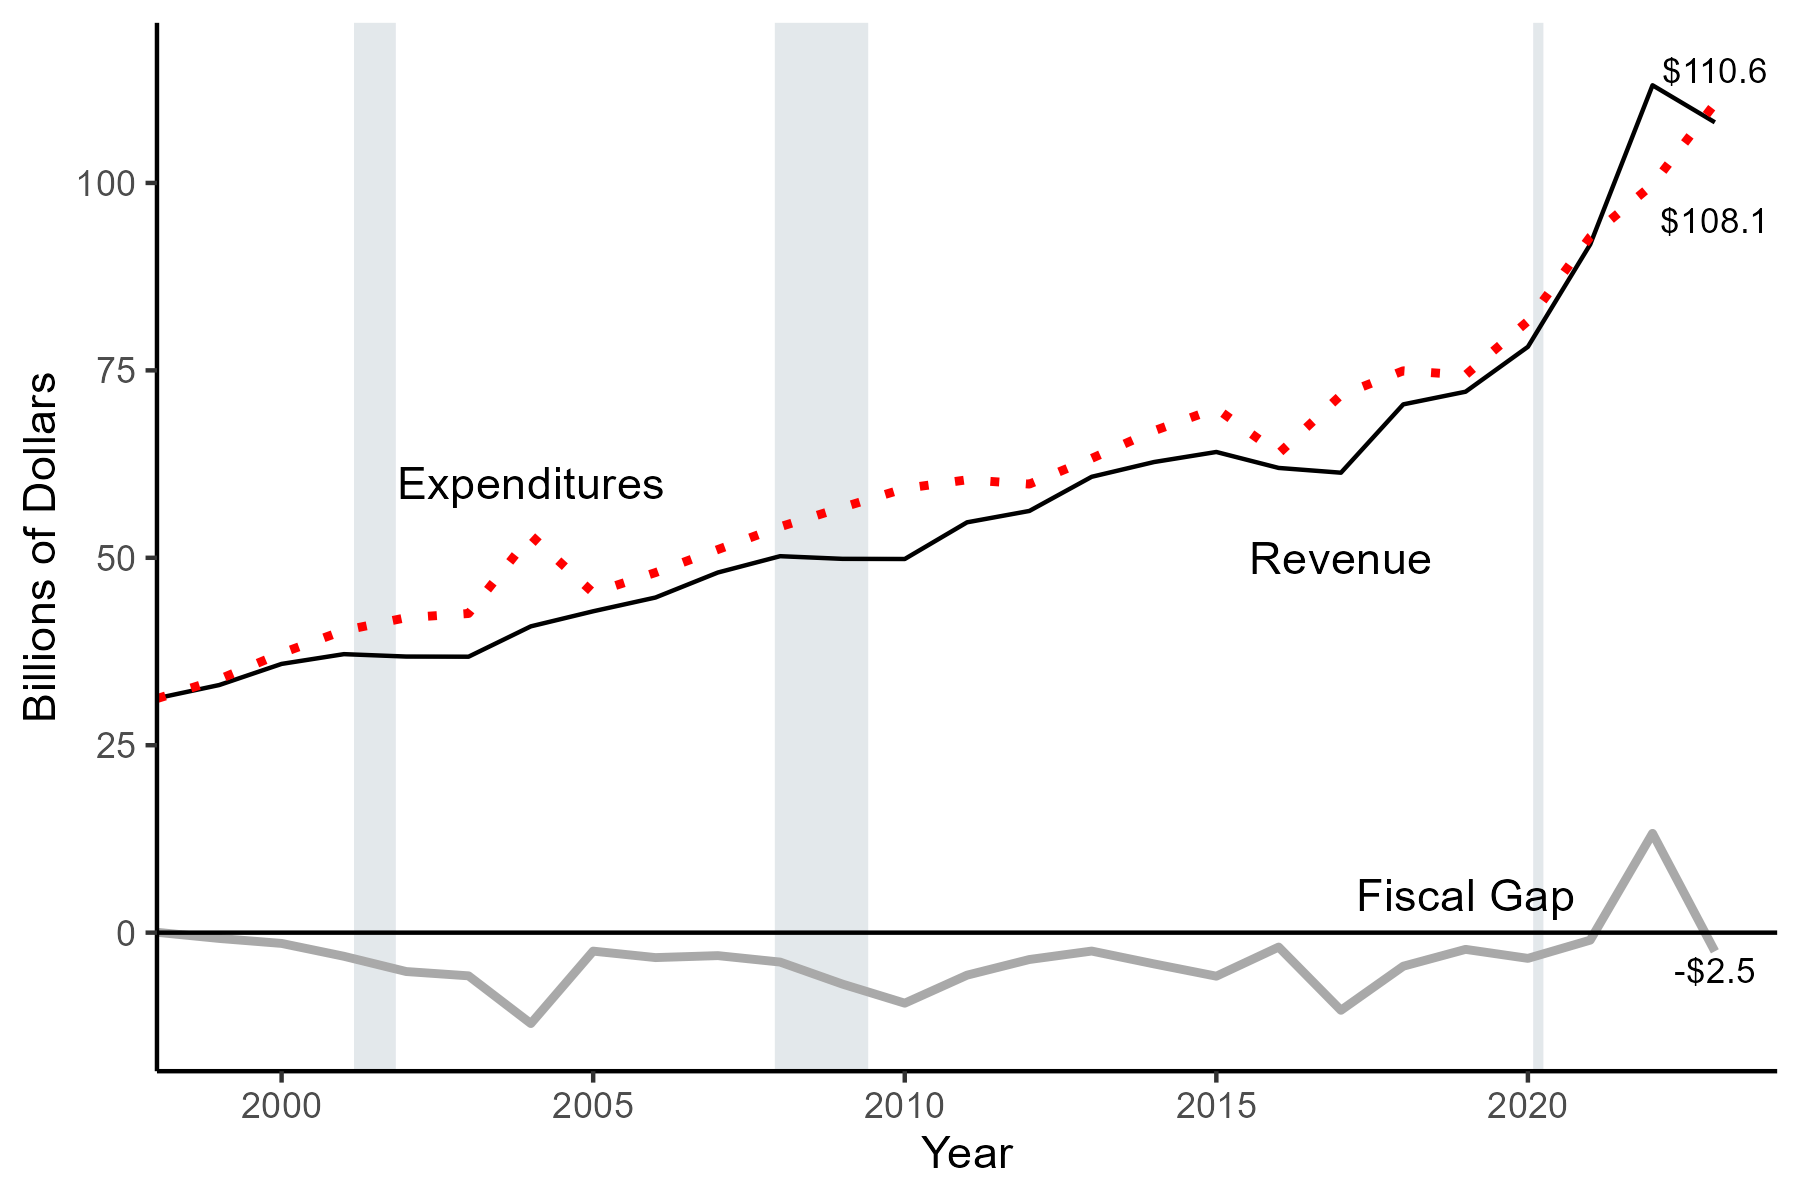 $110.6
100
$108.1
75
Expenditures
Billions of Dollars
50
Revenue
25
Fiscal Gap
0
-$2.5
2000 2005 2010 2015 2020
Year